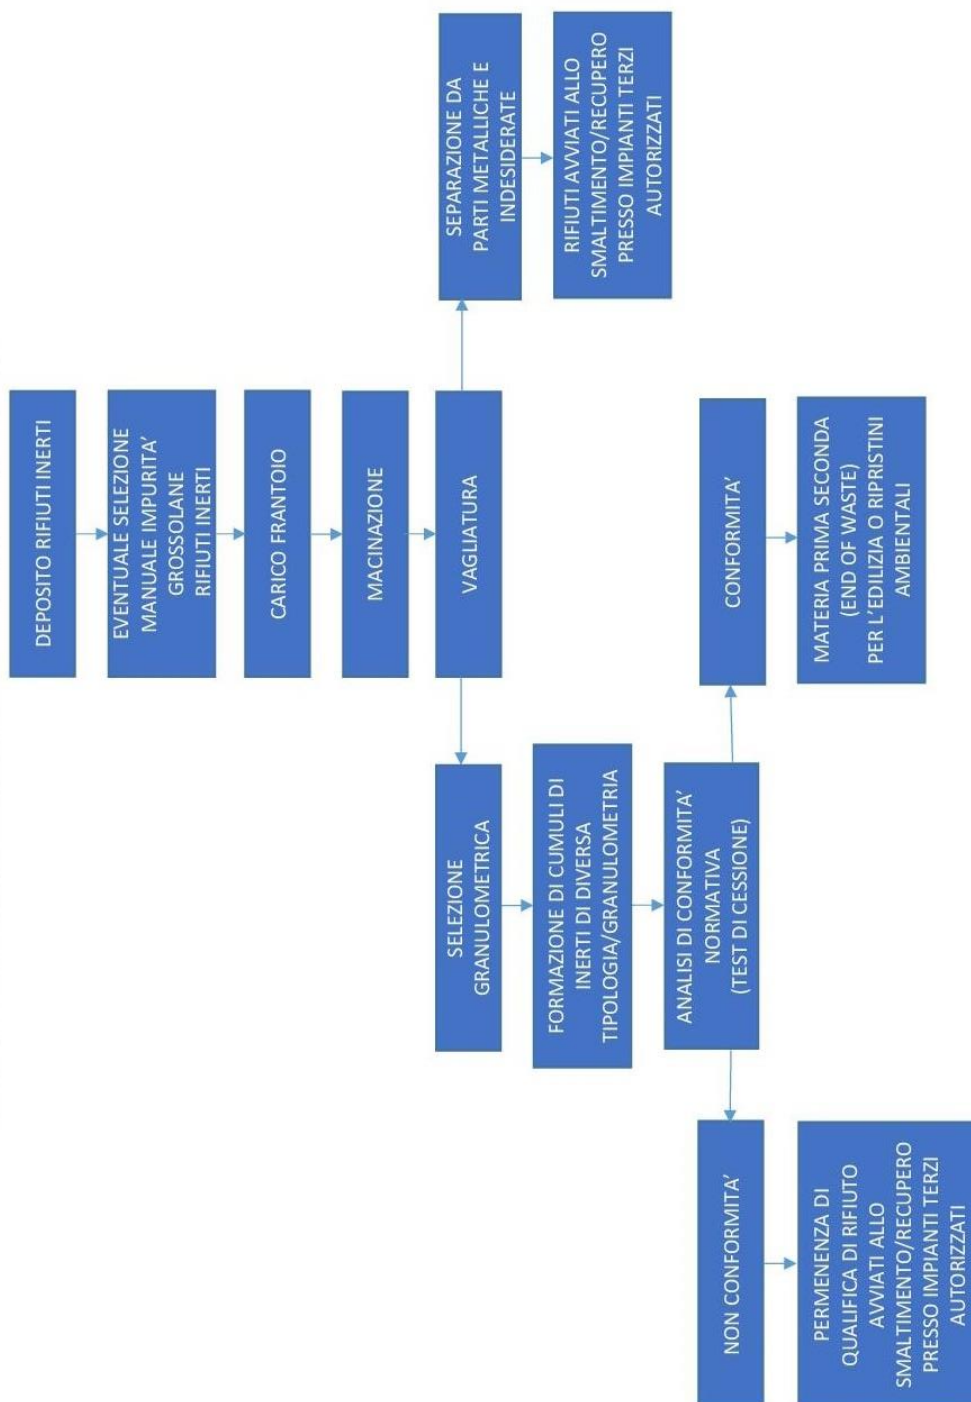 DEPOSITO RIFIUTI INERTI
EVENTUALE SELEZIONE
MANUALE IMPURITA’
GROSSOLANE
RIFIUTI INERTI
CARICO FRANTOIO
MACINAZIONE
VAGLIATURA
SELEZIONE
GRANULOMETRICA
SEPARAZIONE DA
PARTI METALLICHE E
INDESIDERATE
FORMAZIONE DI CUMULI DI
INERTI DI DIVERSA
TIPOLOGIA/GRANULOMETRIA
RIFIUTI AVVIATI ALLO
SMALTIMENTO/RECUPERO
PRESSO IMPIANTI TERZI
AUTORIZZATI
ANALISI DI CONFORMITA’
NORMATIVA
(TEST DI CESSIONE)
NON CONFORMITA’
CONFORMITA’
PERMENENZA DI
QUALIFICA DI RIFIUTO
AVVIATI ALLO
SMALTIMENTO/RECUPERO
PRESSO IMPIANTI TERZI
AUTORIZZATI
MATERIA PRIMA SECONDA
(END OF WASTE)
PER L’EDILIZIA O RIPRISTINI
AMBIENTALI